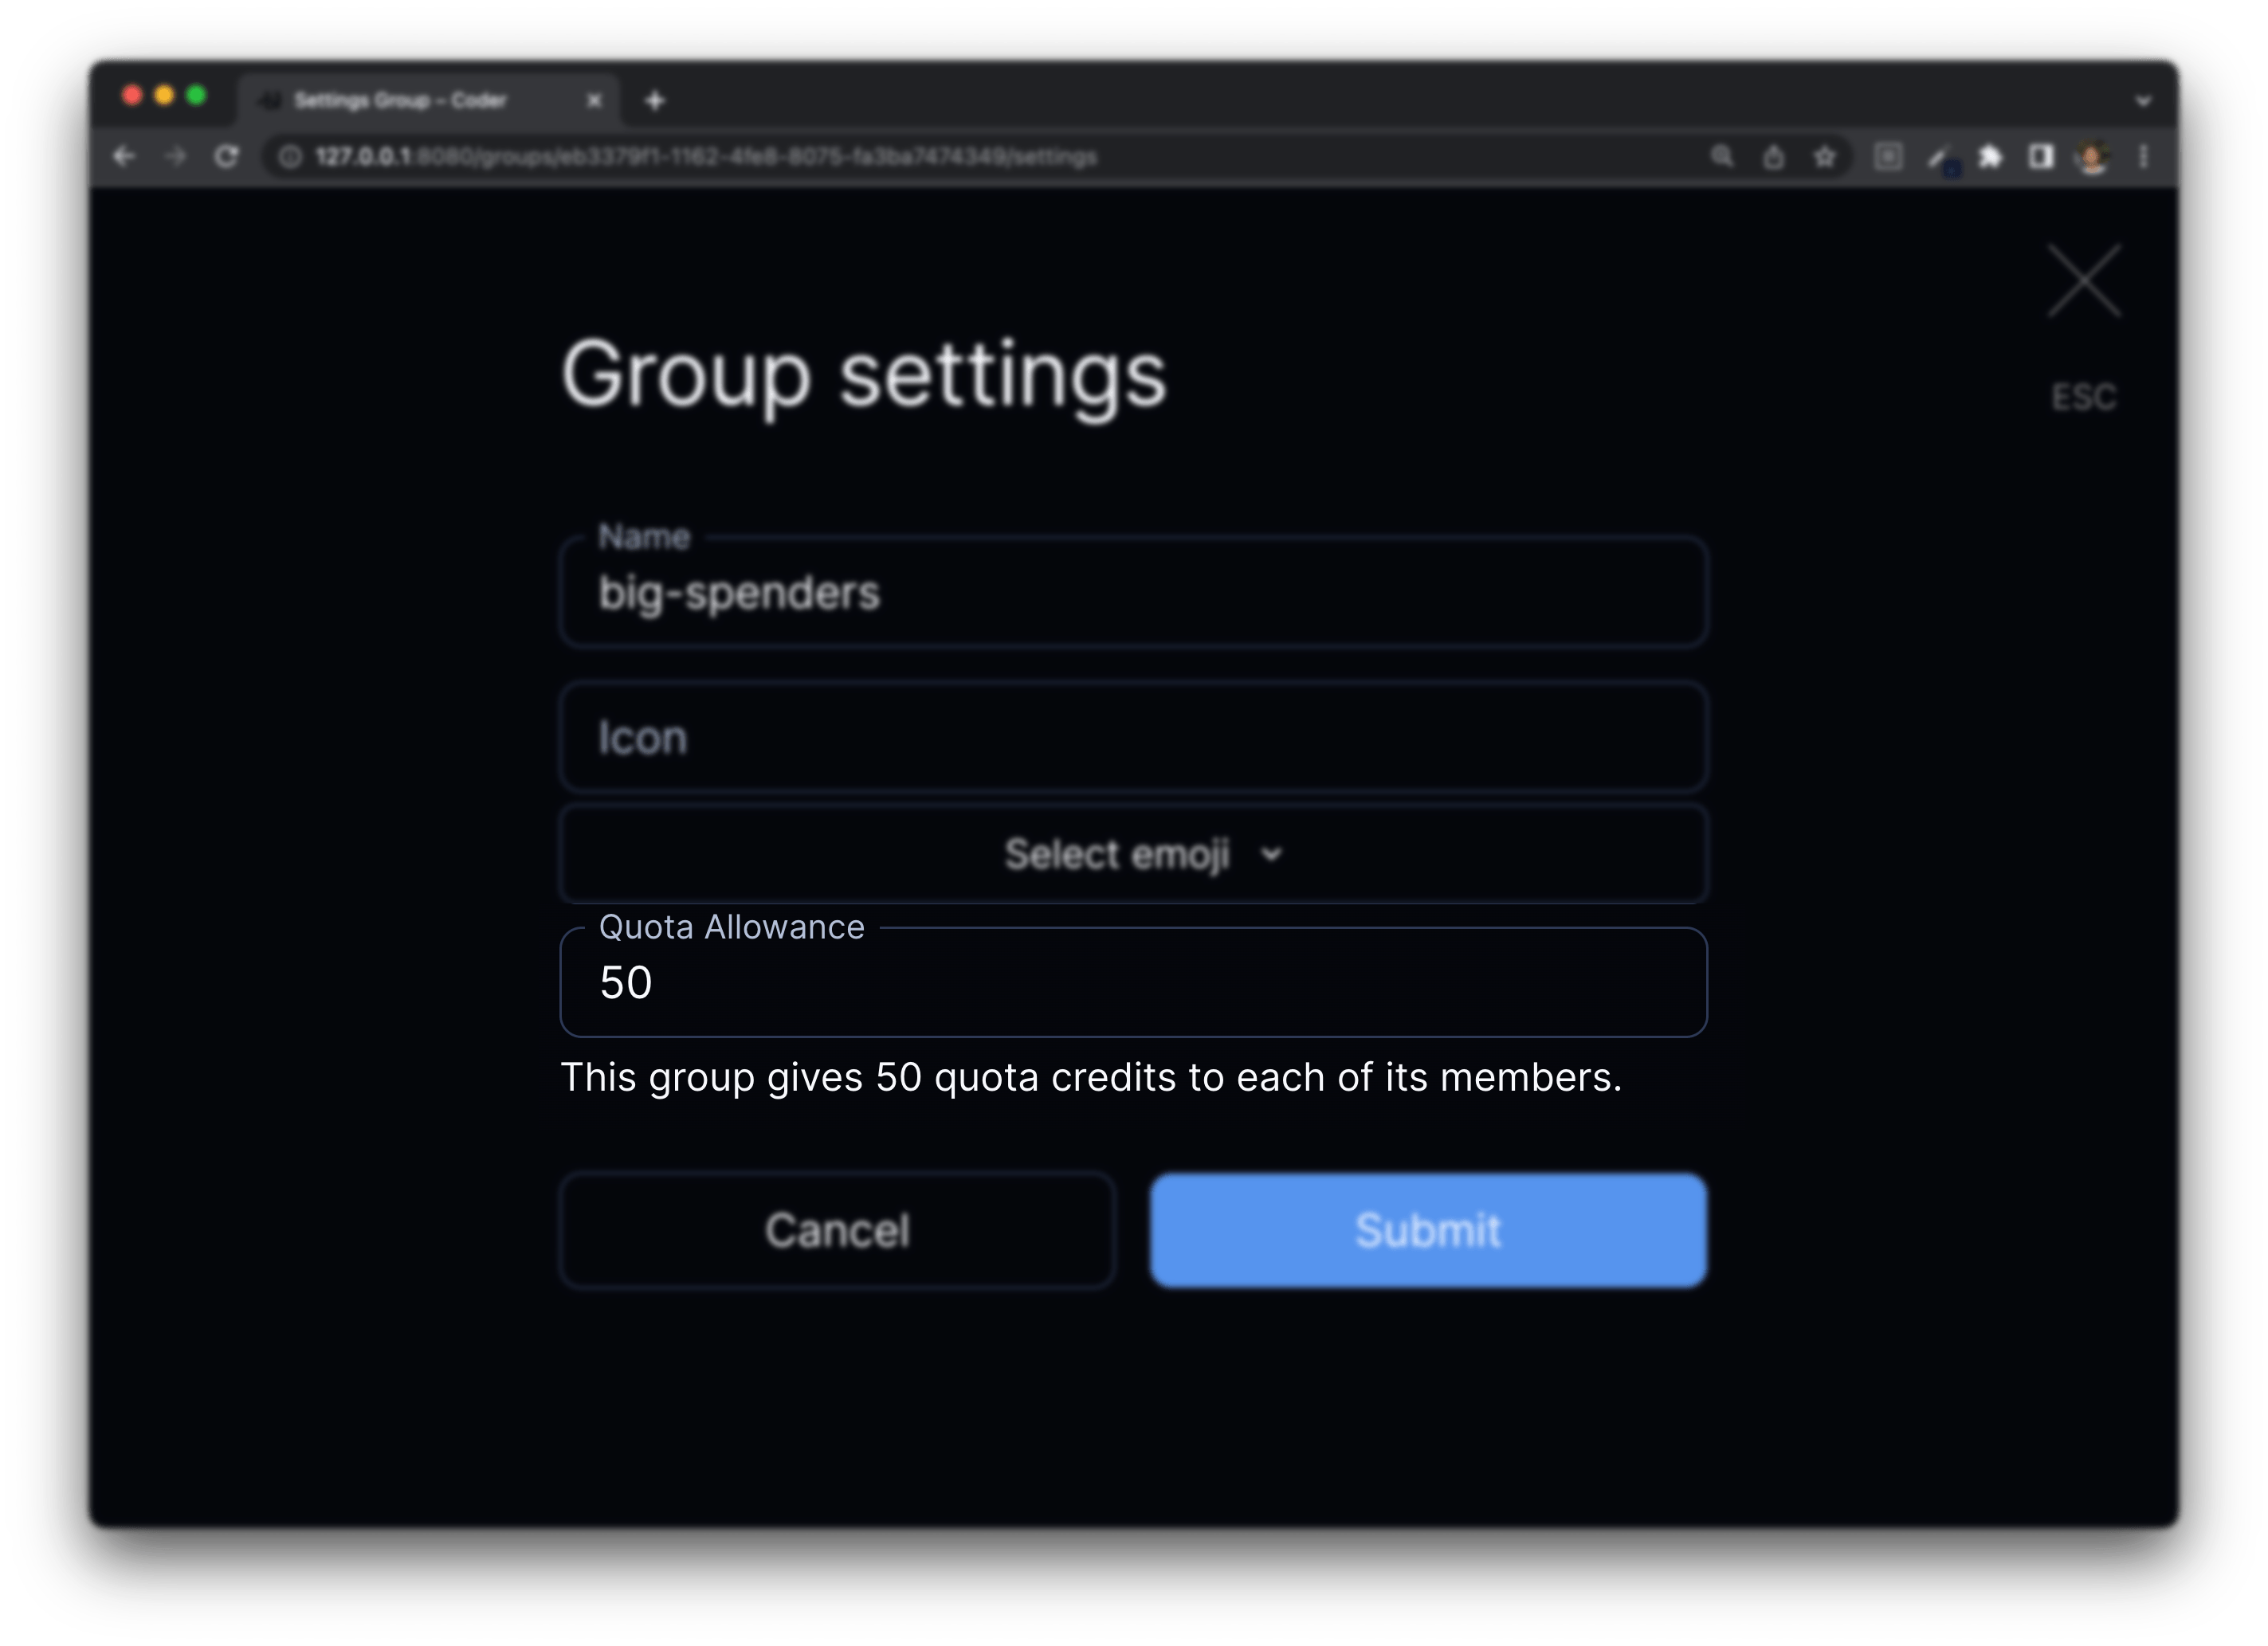 Settings Group – Coder
127.0.0.1:8080/groups/eb3379f1-1162-4fe8-8075-fa3ba7474349/settings
ESC
Group settings
Name
big-spenders
Icon
Select emoji
Quota Allowance
50
This group gives 50 quota credits to each of its members.
Cancel
Submit